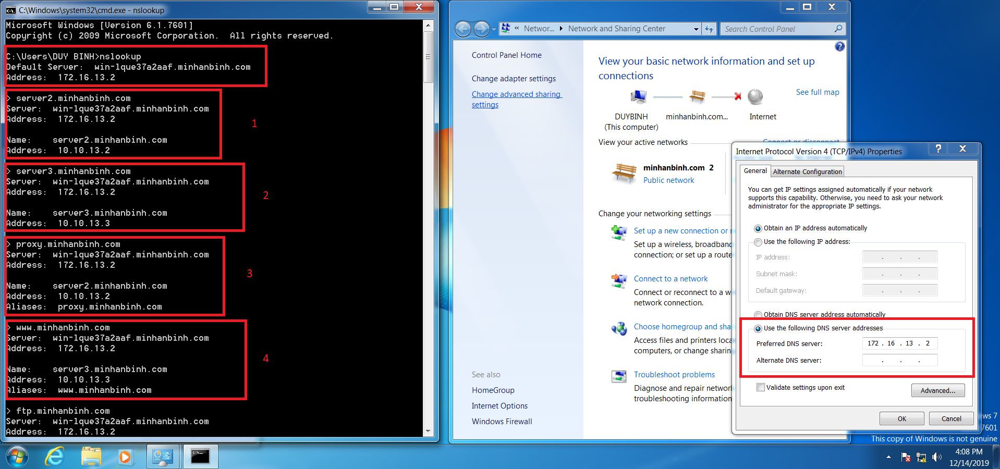 C:\Windows\system32\cmd.exe - nslookup
Microsoft Windows [Version 6.1.7601]
Copyright (c) 2009 Microsoft Corporation.  All rights reserved.
C:\Users\DUY BINH>nslookup
Default Server:  win-lque37a2aaf.minhanbinh.com
Address:  172.16.13.2
> server2.minhanbinh.com
Server:  win-lque37a2aaf.minhanbinh.com
Address:  172.16.13.2
1
Name:    server2.minhanbinh.com
Address:  10.10.13.2
> server3.minhanbinh.com
Server:  win-lque37a2aaf.minhanbinh.com
Address:  172.16.13.2
2
Name:    server3.minhanbinh.com
Address:  10.10.13.3
> proxy.minhanbinh.com
Server:  win-lque37a2aaf.minhanbinh.com
Address:  172.16.13.2
3
Name:    server2.minhanbinh.com
Address:  10.10.13.2
Aliases:  proxy.minhanbinh.com
> www.minhanbinh.com
Server:  win-lque37a2aaf.minhanbinh.com
Address:  172.16.13.2
4
Name:    server3.minhanbinh.com
Address:  10.10.13.3
Aliases:  www.minhanbinh.com
> ftp.minhanbinh.com
Server:  win-lque37a2aaf.minhanbinh.com
Address:  172.16.13.2
« Networ... Network and Sharing Center
Search Control Panel
Control Panel Home
Change adapter settings
Change advanced sharing
settings
See also
HomeGroup
Internet Options
Windows Firewall
View your basic network information and set up
connections
See full map
DUYBINH
(This computer)
minhanbinh.com...
Internet
View your active networks
Connect or disconnect
minhanbinh.com 2
Public network
Change your networking settings
Set up a new connection or
Set up a wireless, broadband
connection; or set up a route
Connect to a network
Connect or reconnect to a w
network connection.
Choose homegroup and sha
Access files and printers loca
computers, or change sharin
Troubleshoot problems
Diagnose and repair network
troubleshooting information
Internet Protocol Version 4 (TCP/IPv4) Properties
General
Alternate Configuration
You can get IP settings assigned automatically if your network
supports this capability. Otherwise, you need to ask your network
administrator for the appropriate IP settings.
Obtain an IP address automatically
Use the following IP address:
IP address:
Subnet mask:
Default gateway:
Obtain DNS server address automatically
Use the following DNS server addresses
Preferred DNS server: 172 . 16 . 13 . 2
Alternate DNS server:
Validate settings upon exit
Advanced...
OK
Cancel
ws 7
7601
This copy of Windows is not genuine
4:08 PM
12/14/2019